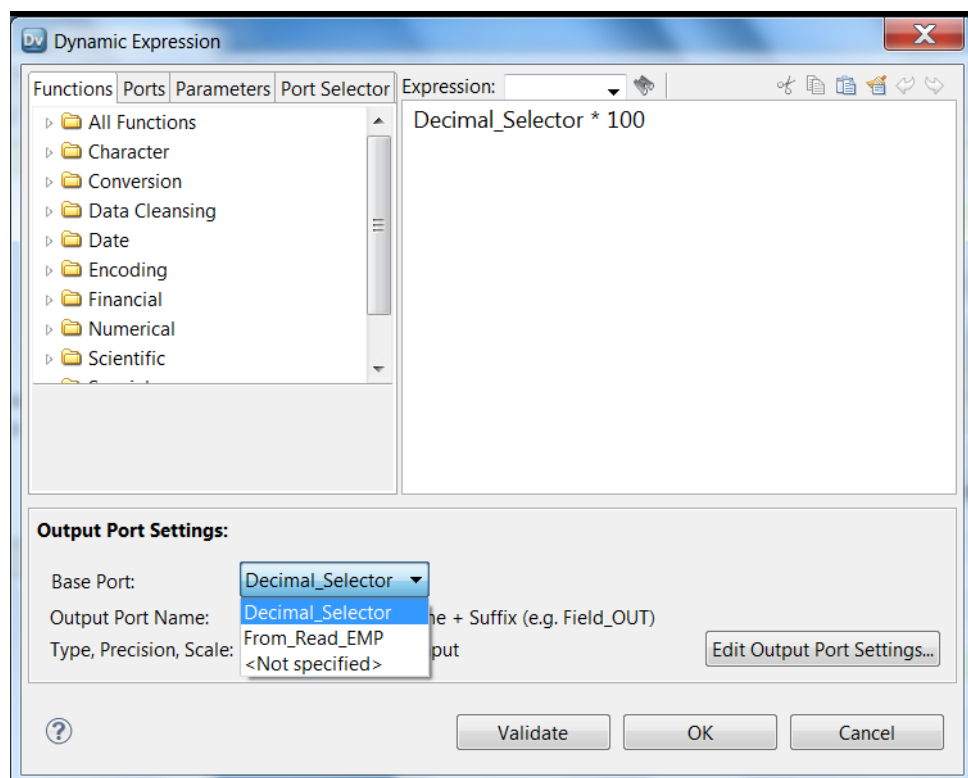 Dv Dynamic Expression
Functions Ports Parameters Port Selector
All Functions
Character
Conversion
Data Cleansing
Date
Encoding
Financial
Numerical
Scientific
Expression:
Decimal_Selector * 100
Output Port Settings:
Base Port: Decimal_Selector
Decimal_Selector
From_Read_EMP
<Not specified>
Output Port Name: + Suffix (e.g. Field_OUT)
Type, Precision, Scale:
Edit Output Port Settings...
?
Validate OK Cancel